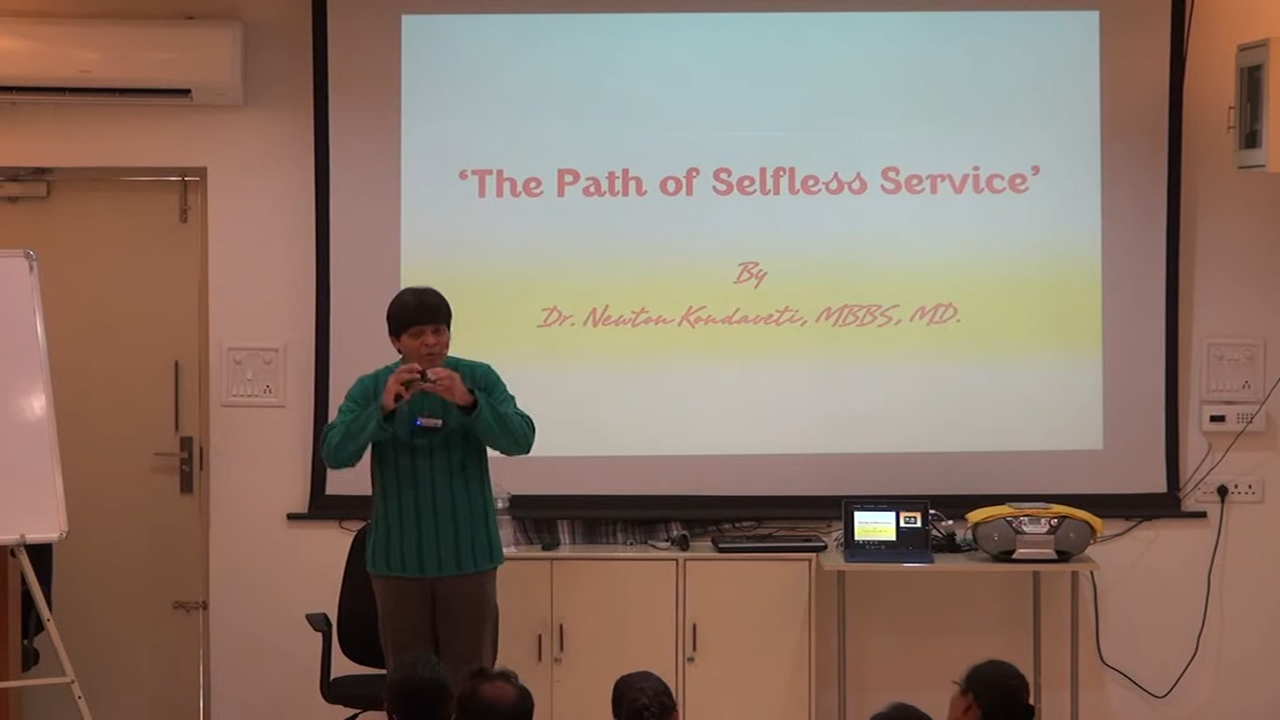 ‘The Path of Selfless Service’
By
Dr. Newton Kondaveti, MBBS, MD.